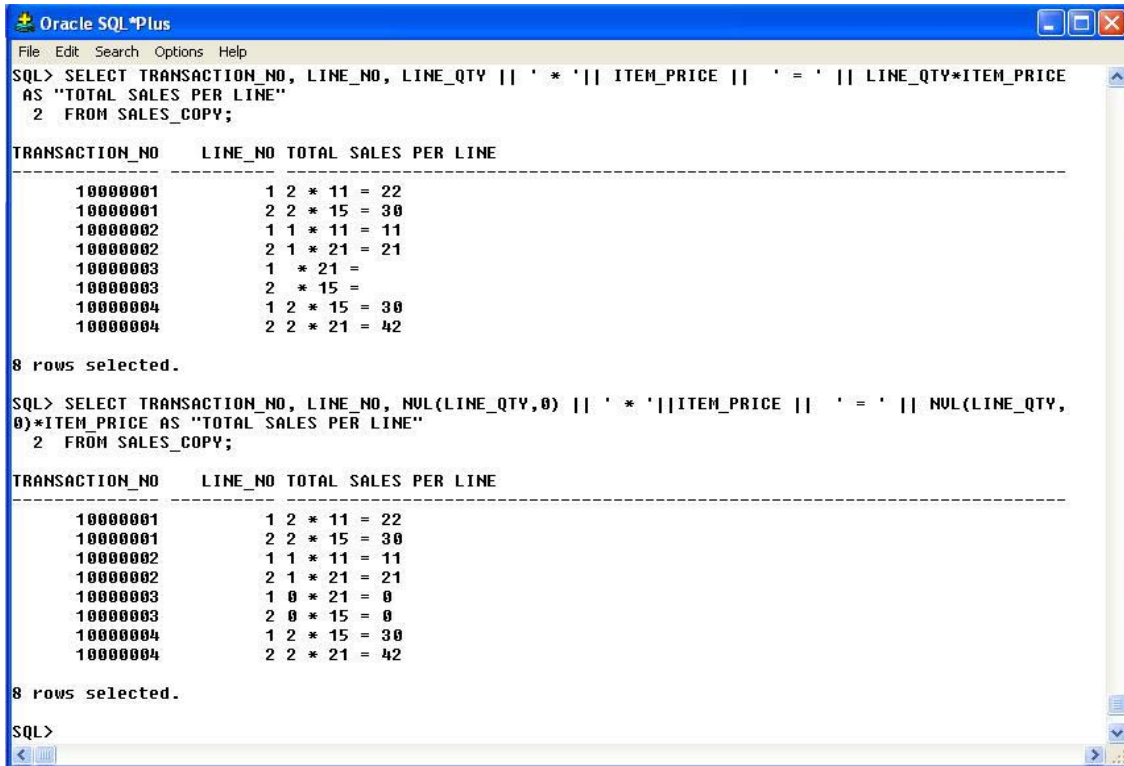 Oracle SQL*Plus
File Edit Search Options Help
SQL> SELECT TRANSACTION_NO, LINE_NO, LINE_QTY || ' * '|| ITEM_PRICE ||  ' = ' || LINE_QTY*ITEM_PRICE
 AS "TOTAL SALES PER LINE"
  2  FROM SALES_COPY;
TRANSACTION_NO    LINE_NO TOTAL SALES PER LINE
-------------- ---------- --------------------------------------------------------------------------------
      10000001          1 2 * 11 = 22
      10000001          2 2 * 15 = 30
      10000002          1 1 * 11 = 11
      10000002          2 1 * 21 = 21
      10000003          1  * 21 =
      10000003          2  * 15 =
      10000004          1 2 * 15 = 30
      10000004          2 2 * 21 = 42
8 rows selected.
SQL> SELECT TRANSACTION_NO, LINE_NO, NVL(LINE_QTY,0) || ' * '||ITEM_PRICE ||  ' = ' || NVL(LINE_QTY,
0)*ITEM_PRICE AS "TOTAL SALES PER LINE"
  2  FROM SALES_COPY;
TRANSACTION_NO    LINE_NO TOTAL SALES PER LINE
-------------- ---------- --------------------------------------------------------------------------------
      10000001          1 2 * 11 = 22
      10000001          2 2 * 15 = 30
      10000002          1 1 * 11 = 11
      10000002          2 1 * 21 = 21
      10000003          1 0 * 21 = 0
      10000003          2 0 * 15 = 0
      10000004          1 2 * 15 = 30
      10000004          2 2 * 21 = 42
8 rows selected.
SQL>